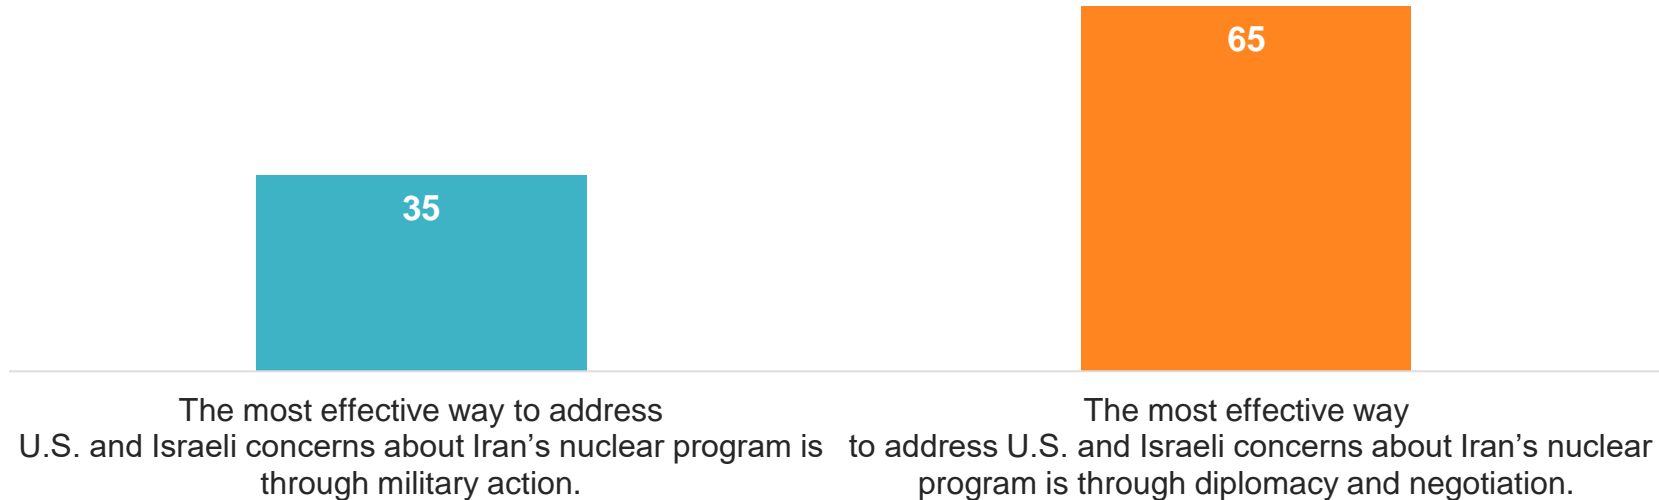 65
35
The most effective way to address
U.S. and Israeli concerns about Iran’s nuclear program is
through military action.
The most effective way
to address U.S. and Israeli concerns about Iran’s nuclear
program is through diplomacy and negotiation.